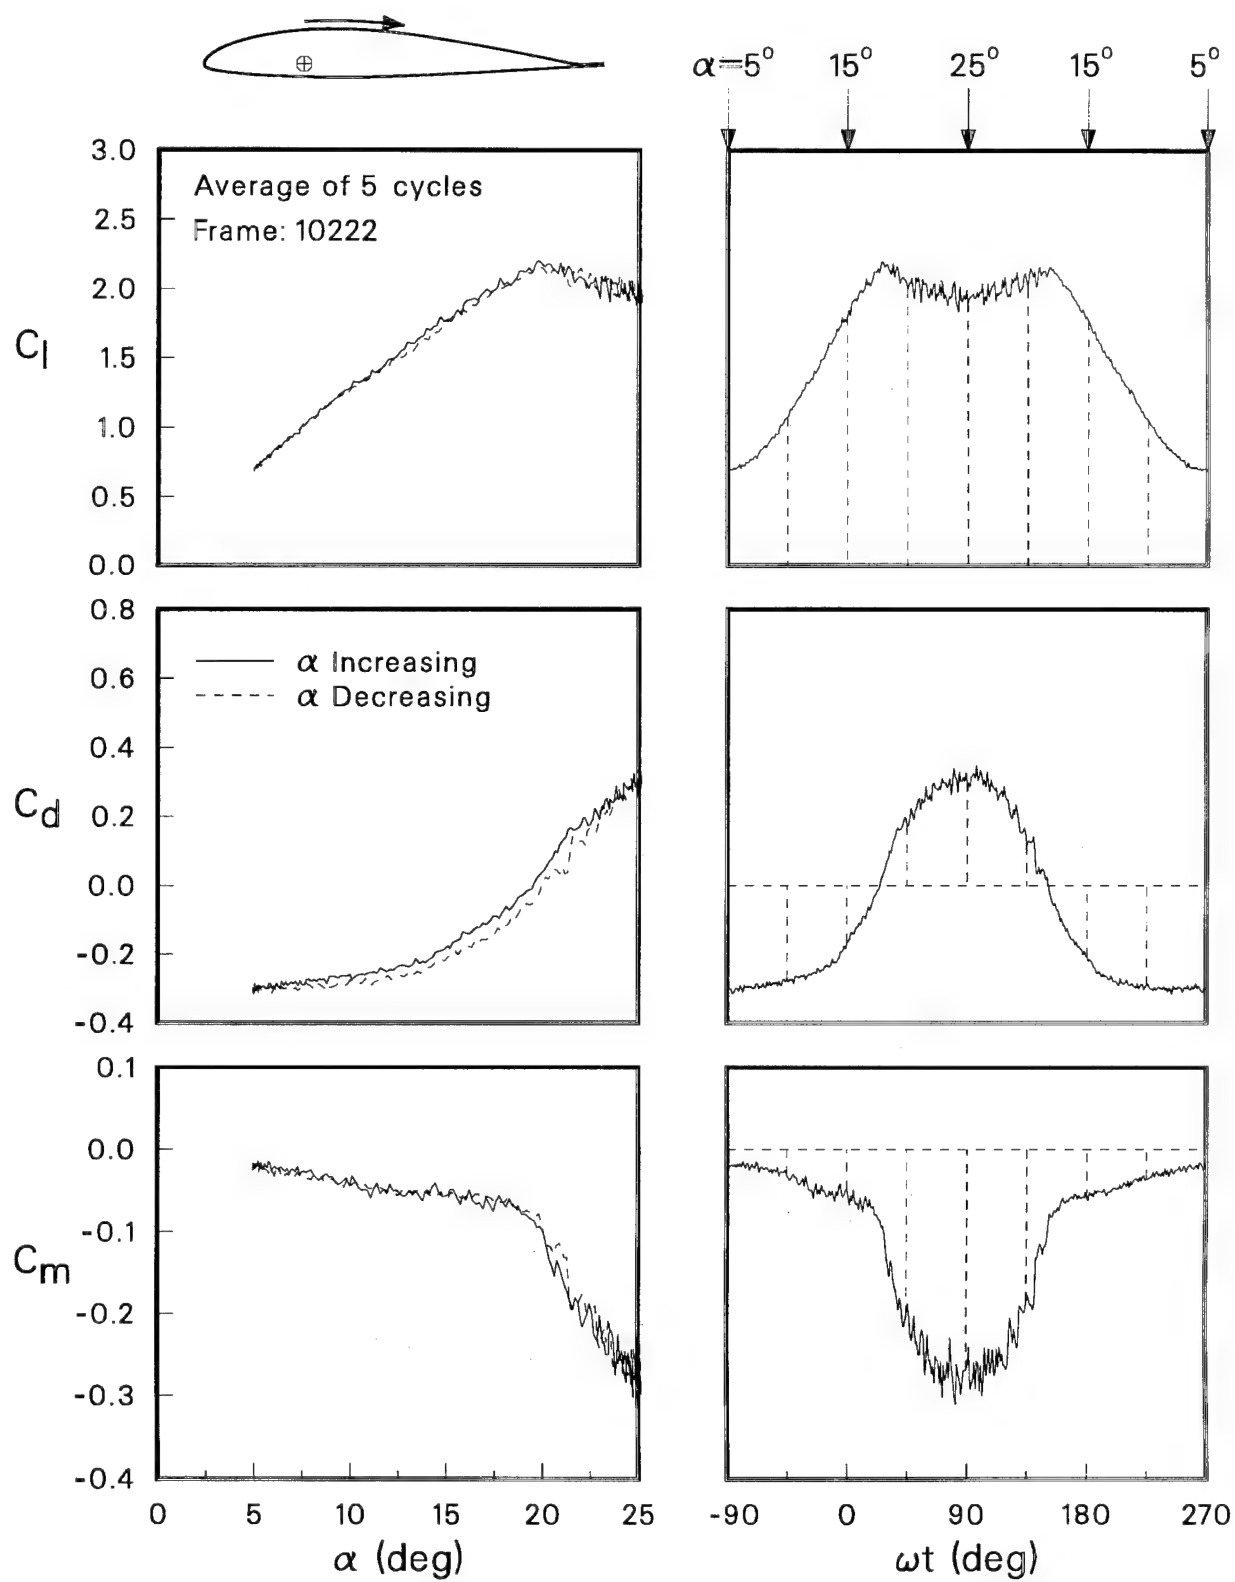 α=5° 15° 25° 15° 5°
3.0
2.5
2.0
1.5
1.0
0.5
0.0
C_l
Average of 5 cycles
Frame: 10222
0.8
0.6
0.4
0.2
0.0
-0.2
-0.4
C_d
α Increasing
α Decreasing
0.1
0.0
-0.1
-0.2
-0.3
-0.4
C_m
0 5 10 15 20 25
α (deg)
-90 0 90 180 270
ωt (deg)